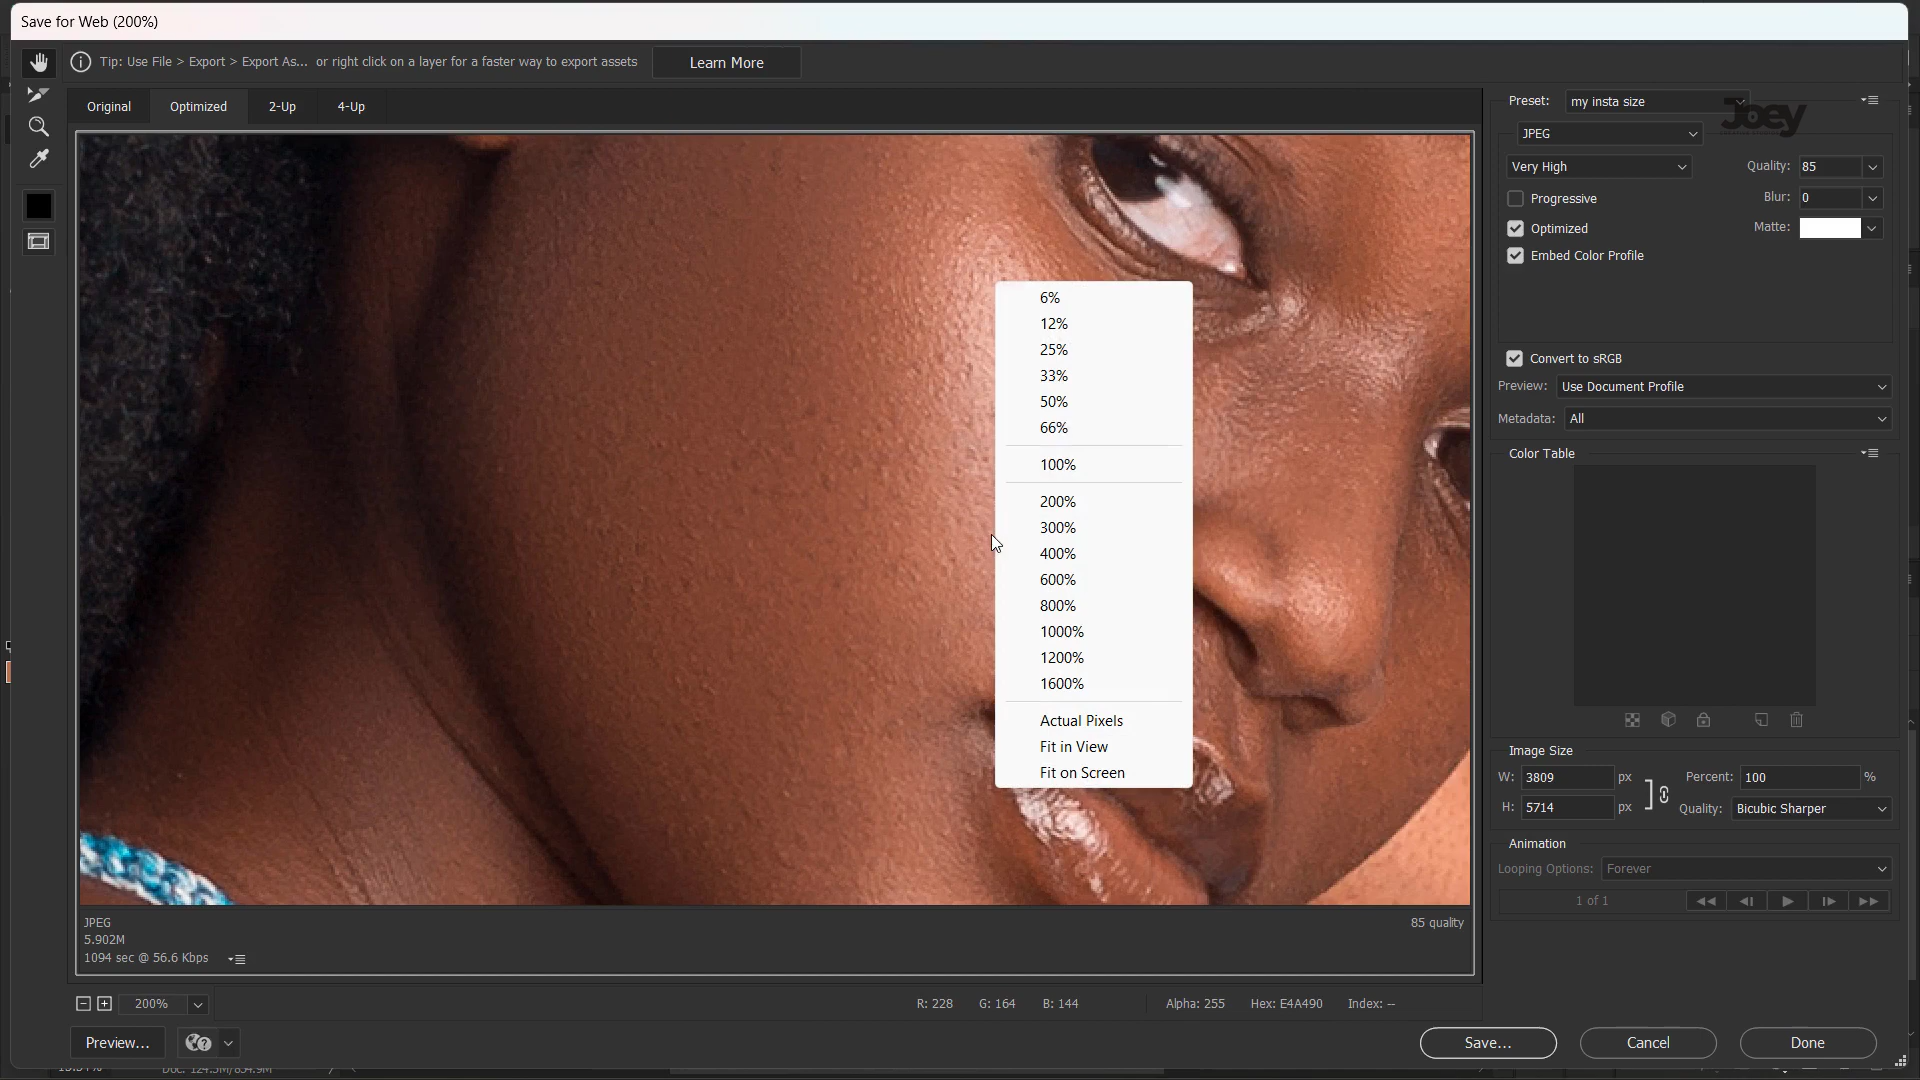 Save for Web (200%)
Tip: Use File > Export > Export As... or right click on a layer for a faster way to export assets
Learn More
Original
Optimized
2-Up
4-Up
Preset:
my insta size
Joey
JPEG
Very High
Quality:
85
Progressive
Blur:
0
Optimized
Matte:
Embed Color Profile
Convert to sRGB
Preview:
Use Document Profile
Metadata:
All
Color Table
6%
12%
25%
33%
50%
66%
100%
200%
300%
400%
600%
800%
1000%
1200%
1600%
Actual Pixels
Fit in View
Fit on Screen
Image Size
W:
3809
px
Percent:
100
%
H:
5714
px
Quality:
Bicubic Sharper
Animation
Looping Options:
Forever
1 of 1
JPEG
5.902M
1094 sec @ 56.6 Kbps
85 quality
200%
R: 228
G: 164
B: 144
Alpha: 255
Hex: E4A490
Index: --
Preview...
Save...
Cancel
Done